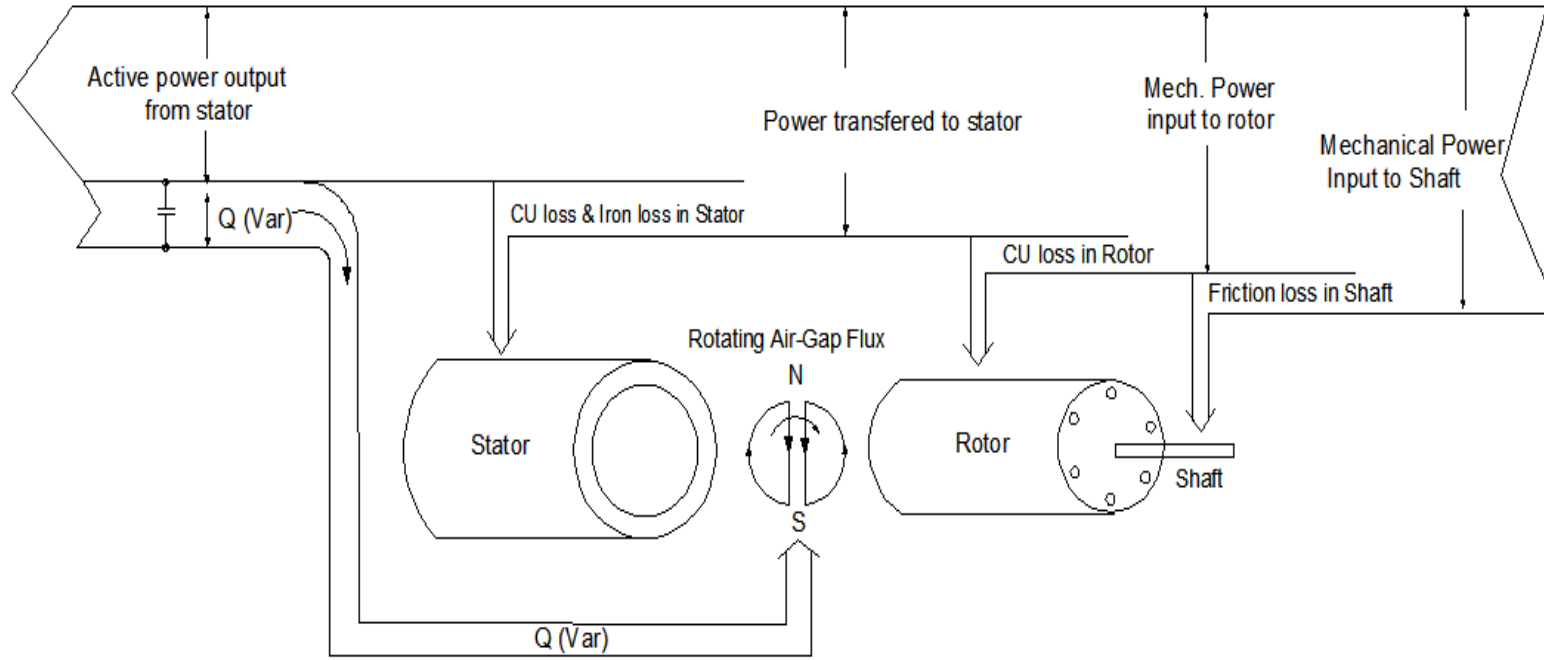 Active power output
from stator
Power transfered to stator
Mech. Power
input to rotor
Mechanical Power
Input to Shaft
Q (Var)
CU loss & Iron loss in Stator
CU loss in Rotor
Friction loss in Shaft
Rotating Air-Gap Flux
N
Stator
Rotor
Shaft
S
Q (Var)